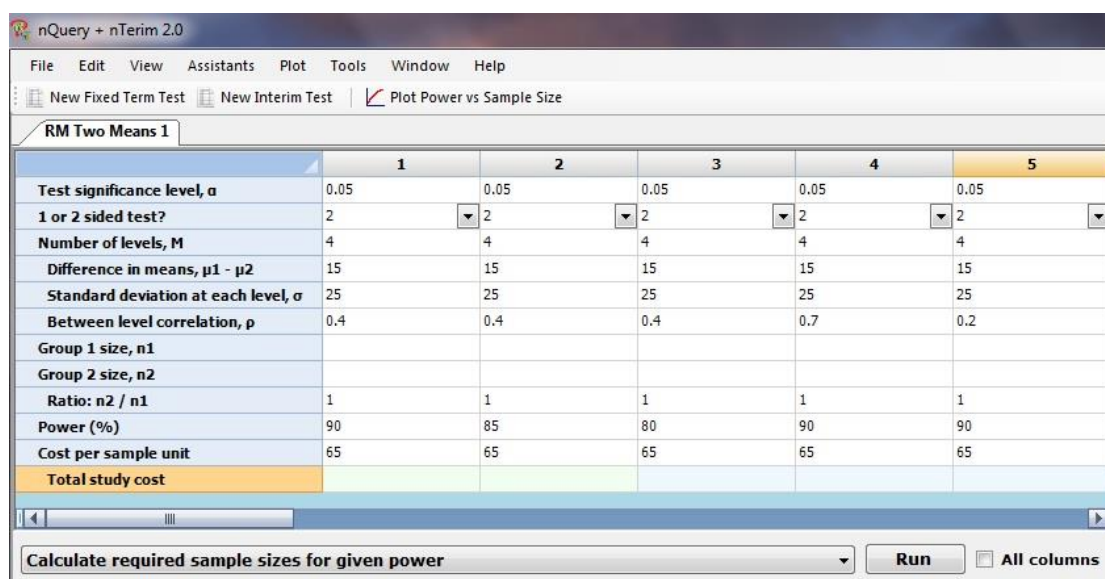 nQuery + nTerim 2.0
File Edit View Assistants Plot Tools Window Help
New Fixed Term Test New Interim Test Plot Power vs Sample Size
RM Two Means 1
1 2 3 4 5
Test significance level, α 0.05 0.05 0.05 0.05 0.05
1 or 2 sided test? 2 2 2 2 2
Number of levels, M 4 4 4 4 4
Difference in means, μ1 - μ2 15 15 15 15 15
Standard deviation at each level, σ 25 25 25 25 25
Between level correlation, ρ 0.4 0.4 0.4 0.7 0.2
Group 1 size, n1
Group 2 size, n2
Ratio: n2 / n1 1 1 1 1 1
Power (%) 90 85 80 90 90
Cost per sample unit 65 65 65 65 65
Total study cost
Calculate required sample sizes for given power Run All columns